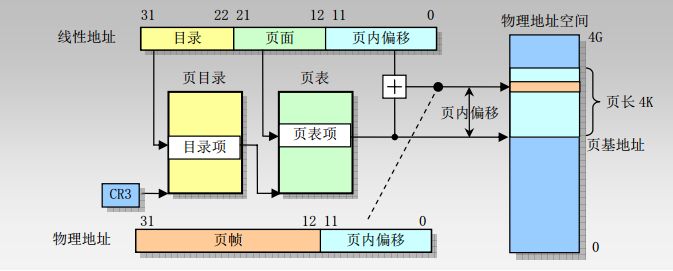 31 22 21 12 11 0 物理地址空间
线性地址 目录 页面 页内偏移 4G
页目录 页表
页内偏移 页长 4K
目录项 页表项
页基地址
CR3
31 12 11 0
物理地址 页帧 页内偏移 0